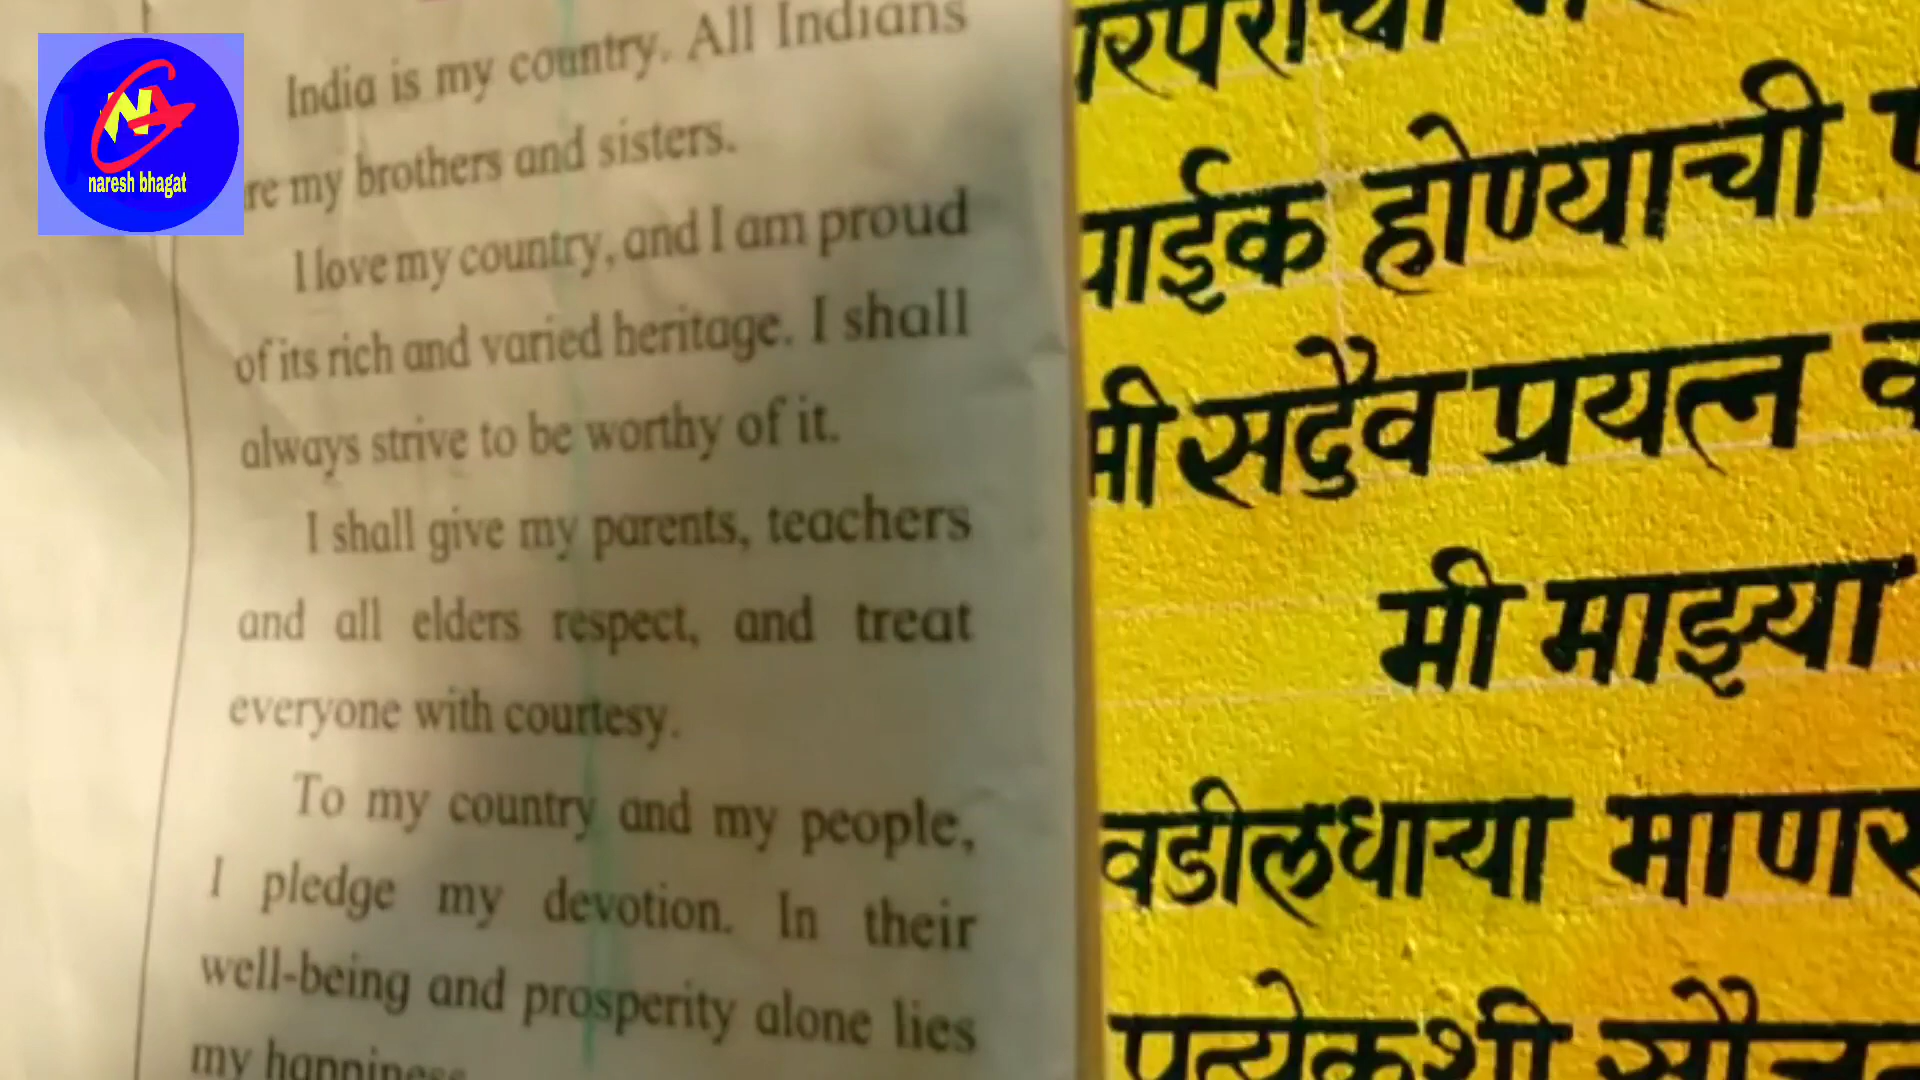 naresh bhagat
India is my country. All Indians
re my brothers and sisters.
I love my country, and I am proud
of its rich and varied heritage. I shall
always strive to be worthy of it.
I shall give my parents, teachers
and all elders respect, and treat
everyone with courtesy.
To my country and my people,
I pledge my devotion. In their
well-being and prosperity alone lies
my happiness
पाईक होण्याची
मी सदैव प्रयत्न
मी माझ्या
वडीलधाऱ्या माणस
प्रत्येकशी सौज